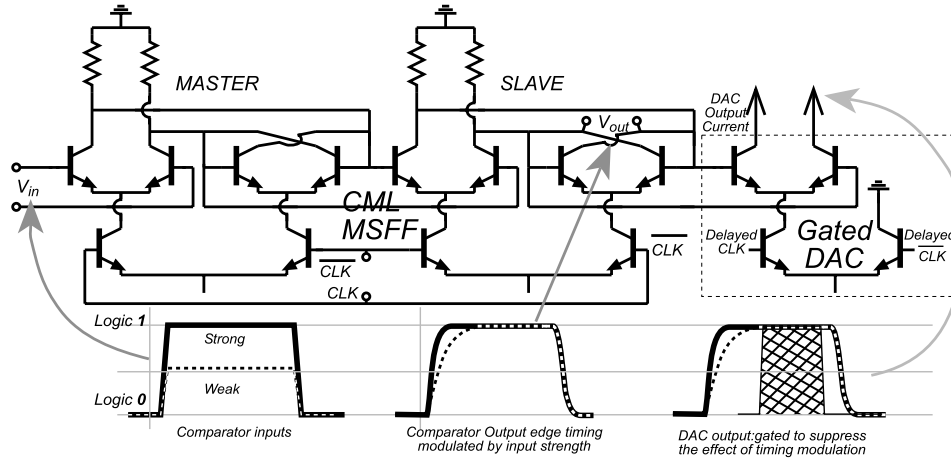 MASTER
SLAVE
DAC
Output
Current
Vout
Vin
CML
MSFF
CLK
CLK
CLK
Delayed
CLK
Gated
DAC
Delayed
CLK
Logic 1
Strong
Weak
Logic 0
Comparator inputs
Comparator Output edge timing
modulated by input strength
DAC output:gated to suppress
the effect of timing modulation